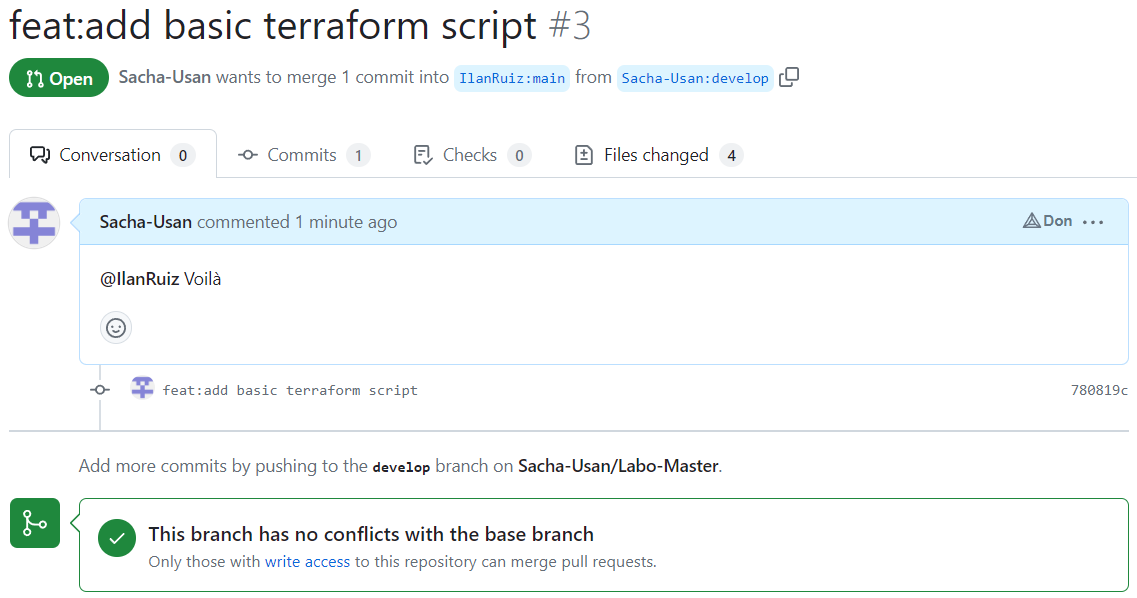 feat:add basic terraform script #3
Open Sacha-Usan wants to merge 1 commit into IlanRuiz:main from Sacha-Usan:develop
Conversation 0 Commits 1 Checks 0 Files changed 4
Sacha-Usan commented 1 minute ago Don ...
@IlanRuiz Voilà
feat:add basic terraform script 780819c
Add more commits by pushing to the develop branch on Sacha-Usan/Labo-Master.
This branch has no conflicts with the base branch
Only those with write access to this repository can merge pull requests.